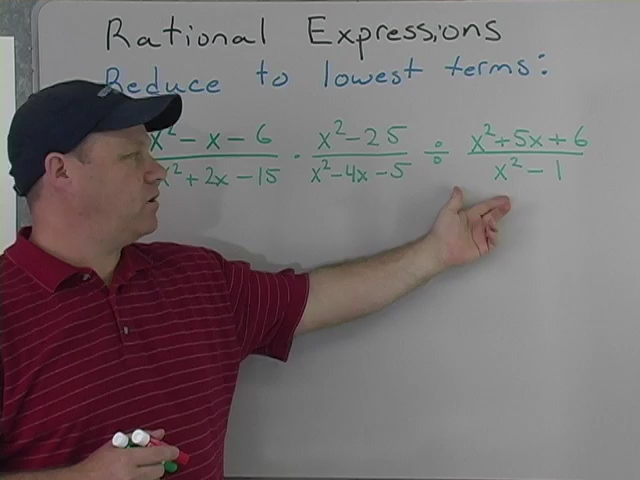 Rational Expressions
Reduce to lowest terms:
x² - x - 6 x² - 25 x² + 5x + 6
· ÷
x² + 2x - 15 x² - 4x - 5 x² - 1